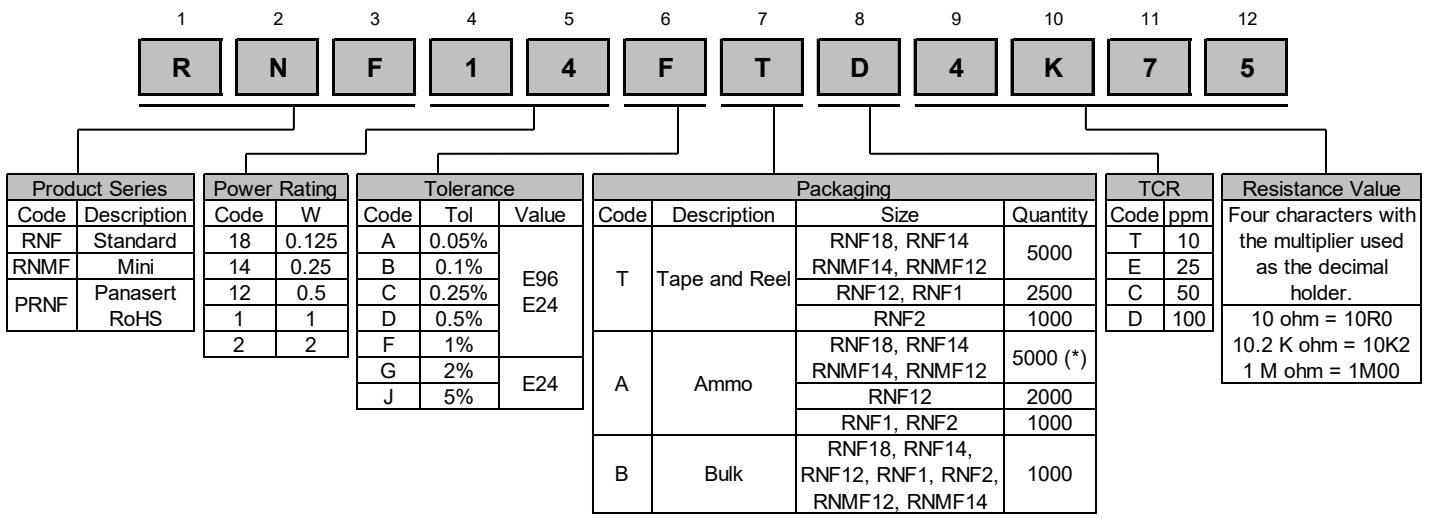 1 2 3 4 5 6 7 8 9 10 11 12
R N F 1 4 F T D 4 K 7 5
Product Series
Code Description
RNF Standard
RNMF Mini
PRNF Panasert RoHS
Power Rating
Code W
18 0.125
14 0.25
12 0.5
1 1
2 2
Tolerance
Code Tol Value
A 0.05%
B 0.1%
C 0.25%
D 0.5%
F 1%
E96
E24
G 2%
J 5%
E24
Packaging
Code Description Size Quantity
T Tape and Reel
RNF18, RNF14
RNMF14, RNMF12
5000
RNF12, RNF1 2500
RNF2 1000
A Ammo
RNF18, RNF14
RNMF14, RNMF12
5000 (*)
RNF12 2000
RNF1, RNF2 1000
B Bulk
RNF18, RNF14,
RNF12, RNF1, RNF2,
RNMF12, RNMF14
1000
TCR
Code ppm
T 10
E 25
C 50
D 100
Resistance Value
Four characters with
the multiplier used
as the decimal
holder.
10 ohm = 10R0
10.2 K ohm = 10K2
1 M ohm = 1M00